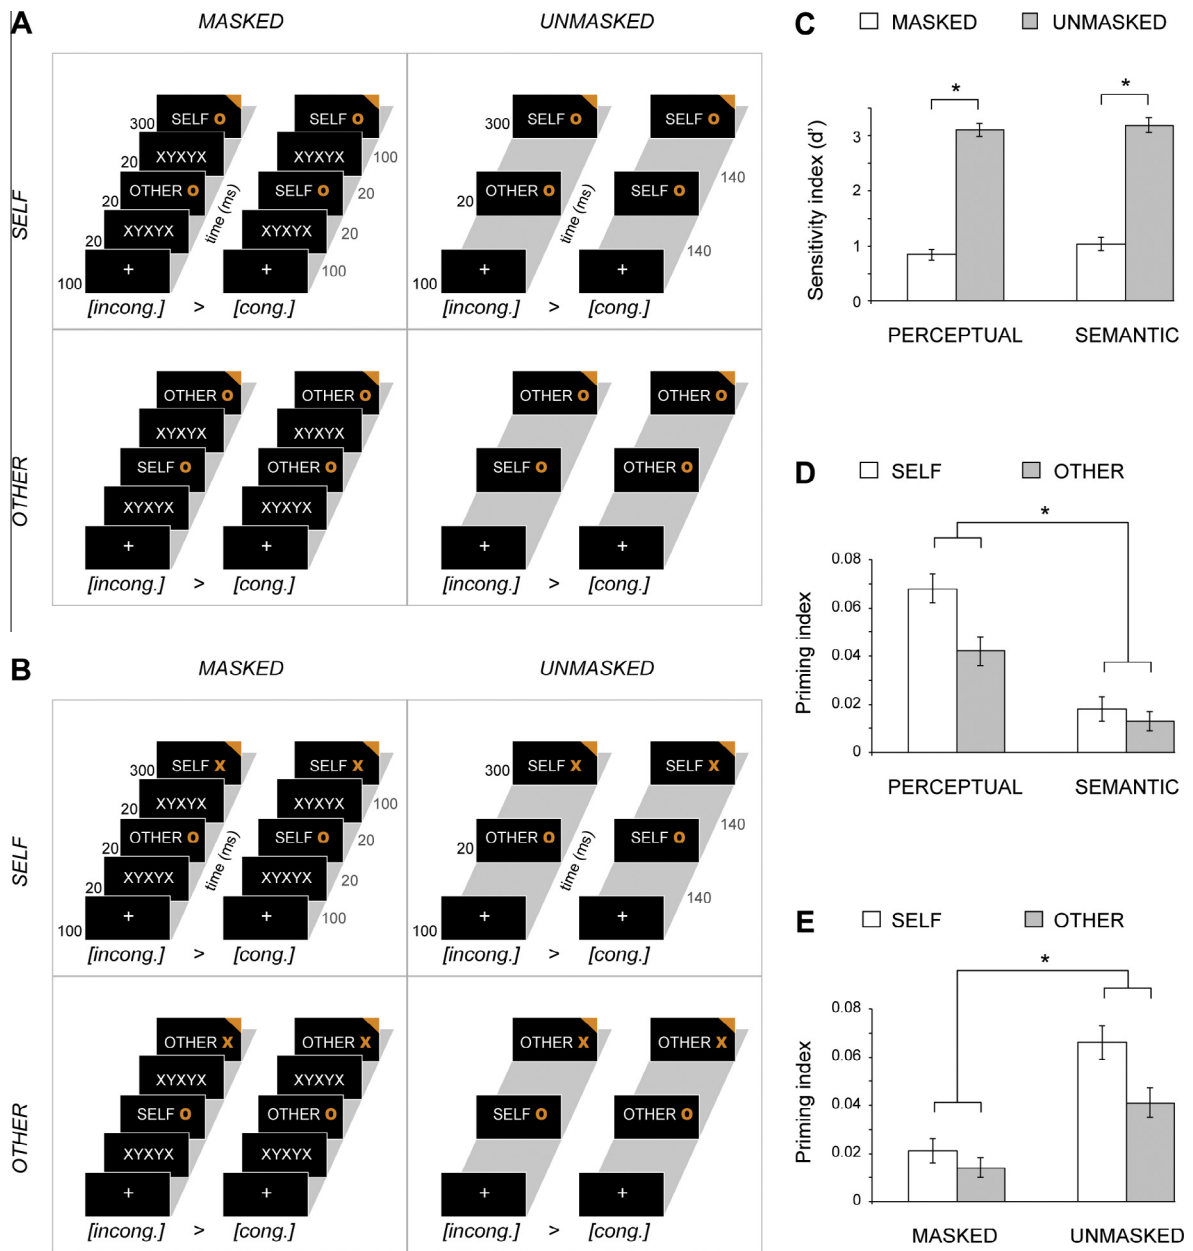 A
MASKED
UNMASKED
SELF
300
SELF O
SELF O
20
XYXYX
XYXYX
100
20
OTHER O
SELF O
20
20
XYXYX
XYXYX
20
100
+
+
100
time (ms)
[incong.] > [cong.]
300
SELF O
SELF O
140
20
OTHER O
SELF O
140
100
+
+
time (ms)
[incong.] > [cong.]
OTHER
OTHER O
OTHER O
XYXYX
XYXYX
SELF O
OTHER O
XYXYX
XYXYX
+
+
[incong.] > [cong.]
OTHER O
OTHER O
SELF O
OTHER O
+
+
[incong.] > [cong.]
B
MASKED
UNMASKED
SELF
300
SELF X
SELF X
20
XYXYX
XYXYX
100
20
OTHER O
SELF O
20
20
XYXYX
XYXYX
20
100
+
+
100
time (ms)
[incong.] > [cong.]
300
SELF X
SELF X
140
20
OTHER O
SELF O
140
100
+
+
time (ms)
[incong.] > [cong.]
OTHER
OTHER X
OTHER X
XYXYX
XYXYX
SELF O
OTHER O
XYXYX
XYXYX
+
+
[incong.] > [cong.]
OTHER X
OTHER X
SELF O
OTHER O
+
+
[incong.] > [cong.]
C
MASKED
UNMASKED
*
*
Sensitivity index (d')
3
2
1
0
PERCEPTUAL
SEMANTIC
D
SELF
OTHER
*
Priming index
0.08
0.06
0.04
0.02
0
PERCEPTUAL
SEMANTIC
E
SELF
OTHER
*
Priming index
0.08
0.06
0.04
0.02
0
MASKED
UNMASKED